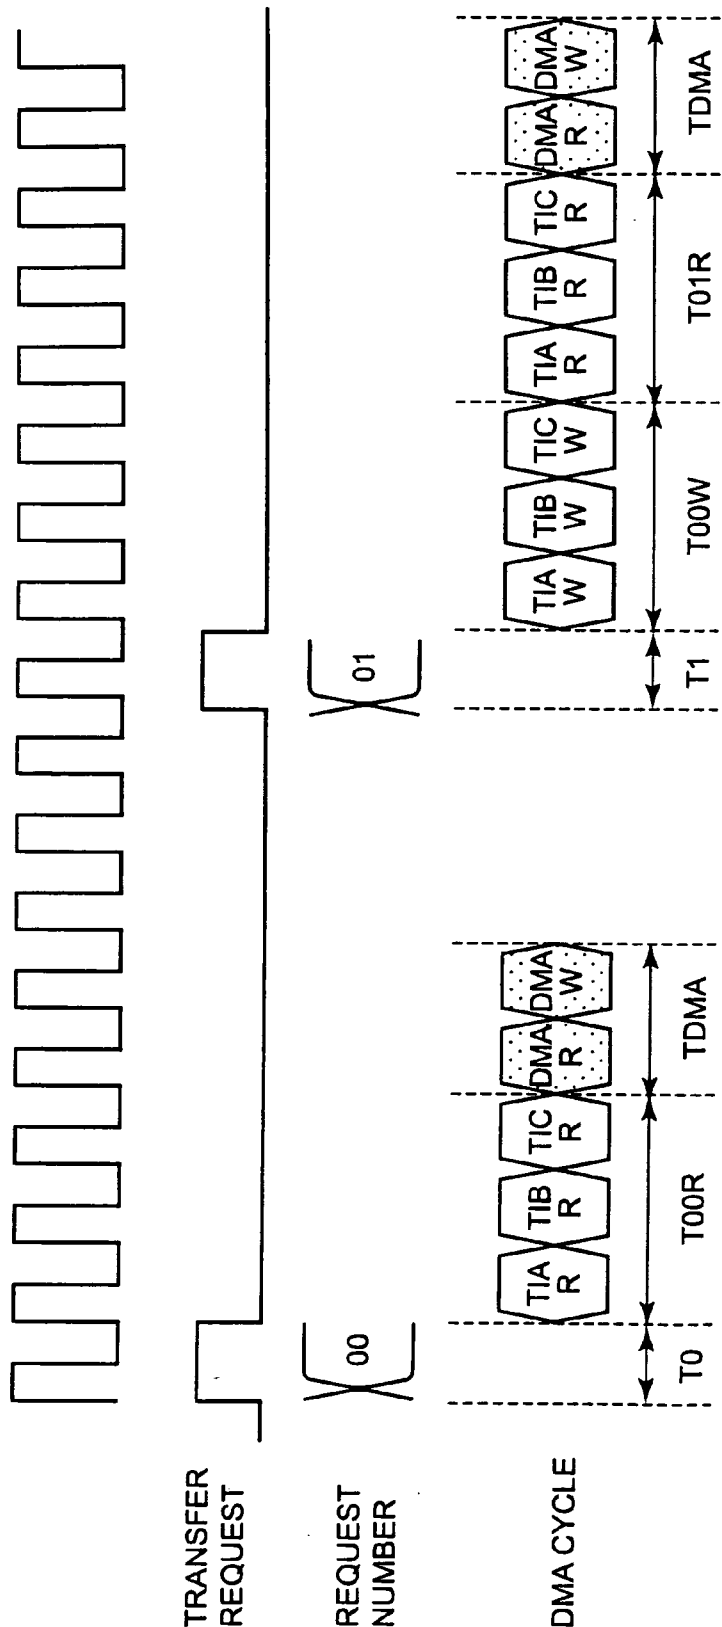 TRANSFER
REQUEST
REQUEST
NUMBER
00
01
DMA CYCLE
TIA
R
TIB
R
TIC
R
DMA
R
DMA
W
TIA
W
TIB
W
TIC
W
TIA
R
TIB
R
TIC
R
DMA
R
DMA
W
T0
T00R
TDMA
T1
T00W
T01R
TDMA